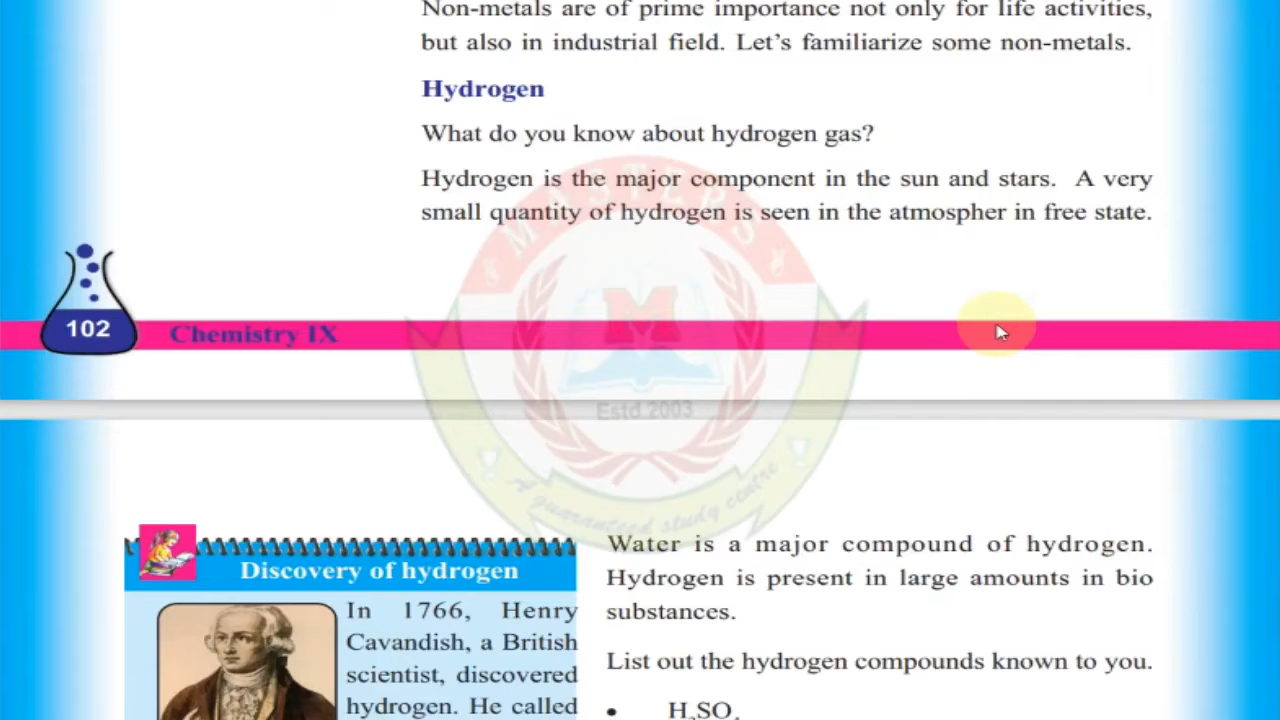 Non-metals are of prime importance not only for life activities,
but also in industrial field. Let's familiarize some non-metals.
Hydrogen
What do you know about hydrogen gas?
Hydrogen is the major component in the sun and stars. A very
small quantity of hydrogen is seen in the atmospher in free state.
MUSTERS
M
Estd 2003
A guaranteed study centre
102
Chemistry IX
Discovery of hydrogen
In 1766, Henry
Cavandish, a British
scientist, discovered
hydrogen. He called
Water is a major compound of hydrogen.
Hydrogen is present in large amounts in bio
substances.
List out the hydrogen compounds known to you.
• H₂SO₄